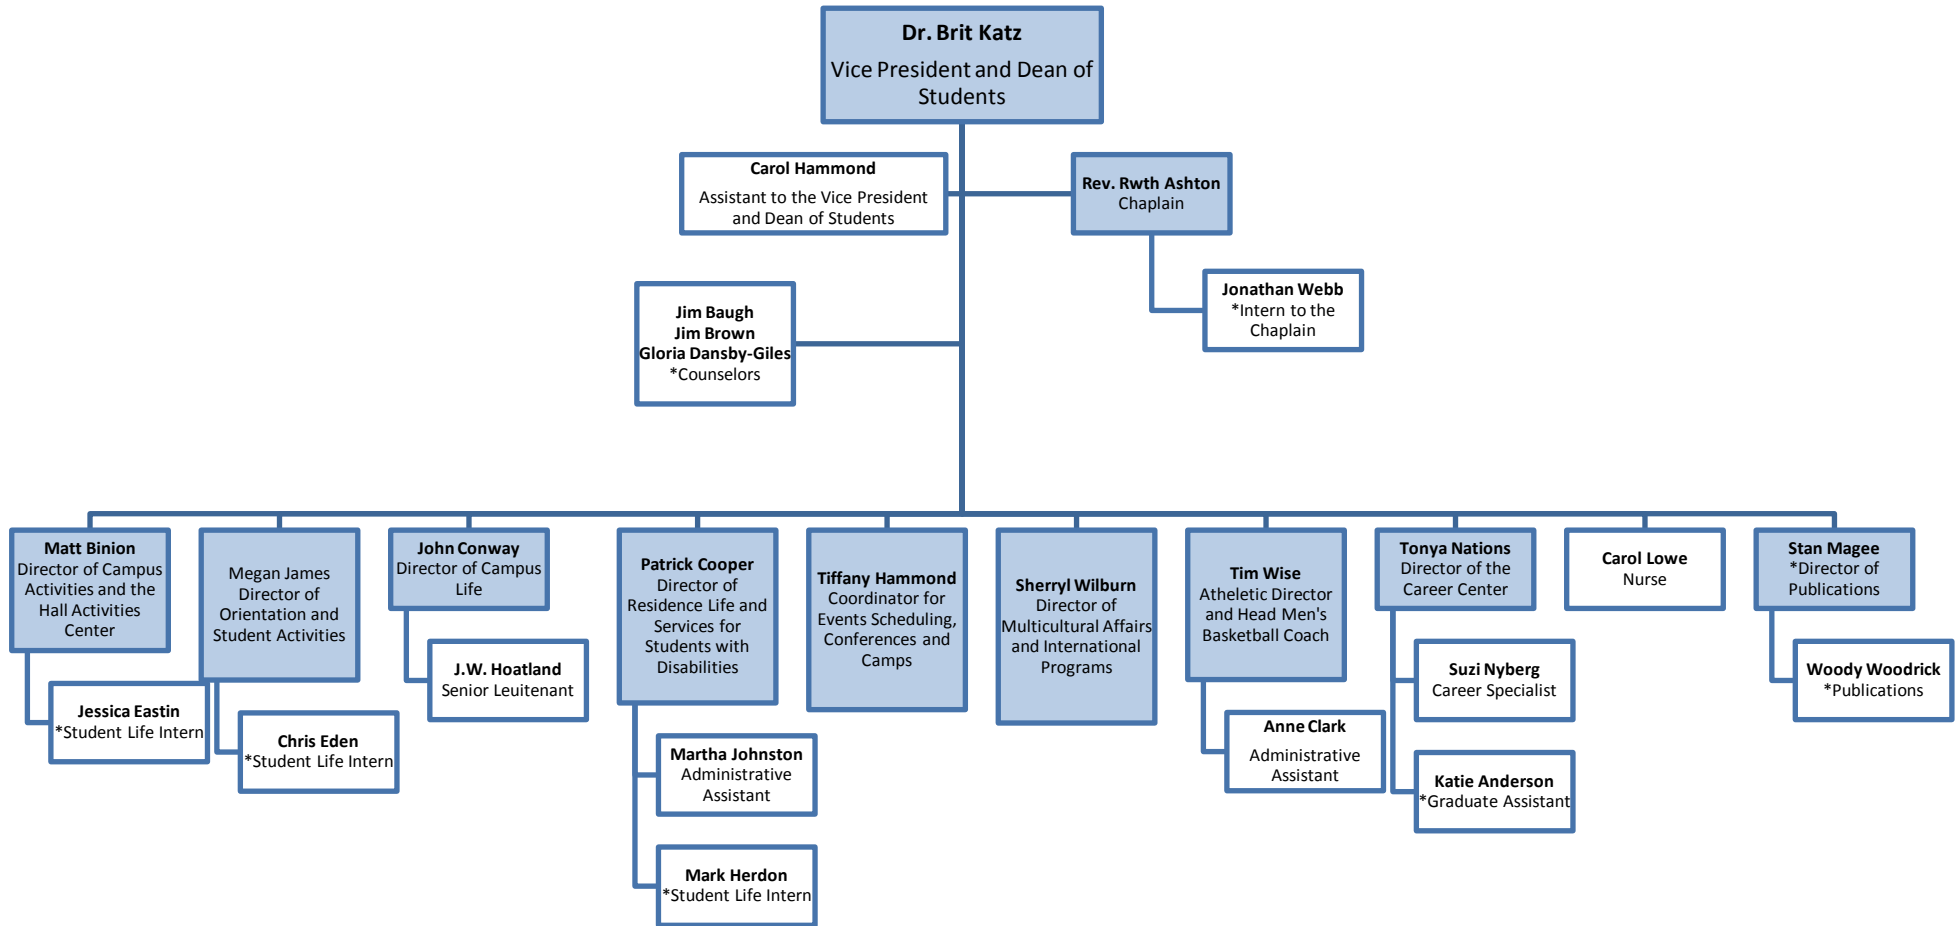 Dr. Brit Katz
Vice President and Dean of
Students
Carol Hammond
Assistant to the Vice President
and Dean of Students
Rev. Rwth Ashton
Chaplain
Jonathan Webb
*Intern to the
Chaplain
Jim Baugh
Jim Brown
Gloria Dansby-Giles
*Counselors
Matt Binion
Director of Campus
Activities and the
Hall Activities
Center
Jessica Eastin
*Student Life Intern
Megan James
Director of
Orientation and
Student Activities
Chris Eden
*Student Life Intern
John Conway
Director of Campus
Life
J.W. Hoatland
Senior Leuitenant
Patrick Cooper
Director of
Residence Life and
Services for
Students with
Disabilities
Martha Johnston
Administrative
Assistant
Mark Herdon
*Student Life Intern
Tiffany Hammond
Coordinator for
Events Scheduling,
Conferences and
Camps
Sherryl Wilburn
Director of
Multicultural Affairs
and International
Programs
Tim Wise
Atheletic Director
and Head Men's
Basketball Coach
Anne Clark
Administrative
Assistant
Tonya Nations
Director of the
Career Center
Suzi Nyberg
Career Specialist
Katie Anderson
*Graduate Assistant
Carol Lowe
Nurse
Stan Magee
*Director of
Publications
Woody Woodrick
*Publications